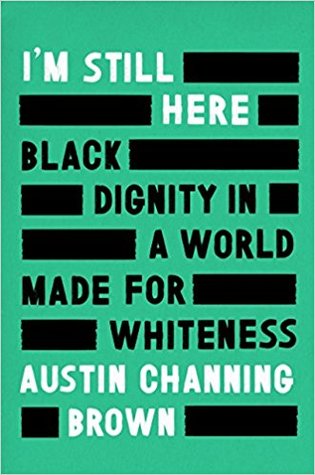 I'M STILL
HERE
BLACK
DIGNITY IN
A WORLD
MADE FOR
WHITENESS
AUSTIN CHANNING
BROWN